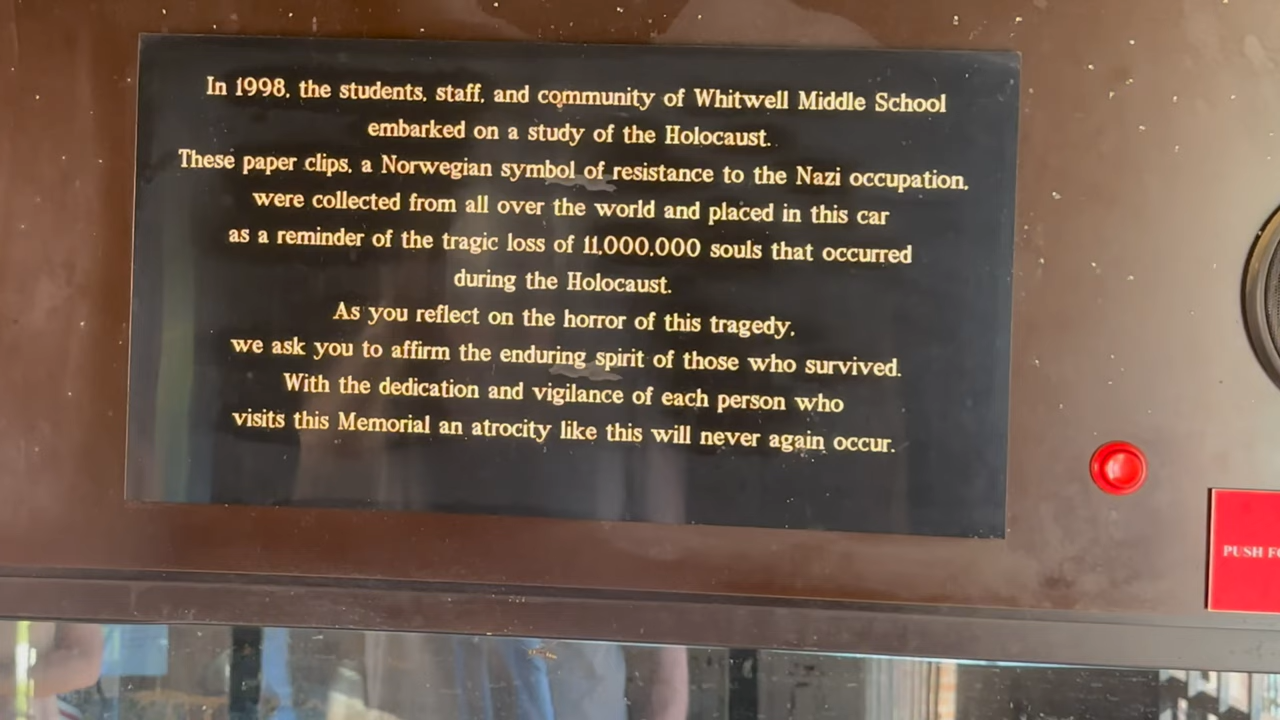 In 1998, the students, staff, and community of Whitwell Middle School
embarked on a study of the Holocaust.
These paper clips, a Norwegian symbol of resistance to the Nazi occupation,
were collected from all over the world and placed in this car
as a reminder of the tragic loss of 11,000,000 souls that occurred
during the Holocaust.
As you reflect on the horror of this tragedy,
we ask you to affirm the enduring spirit of those who survived.
With the dedication and vigilance of each person who
visits this Memorial an atrocity like this will never again occur.
PUSH